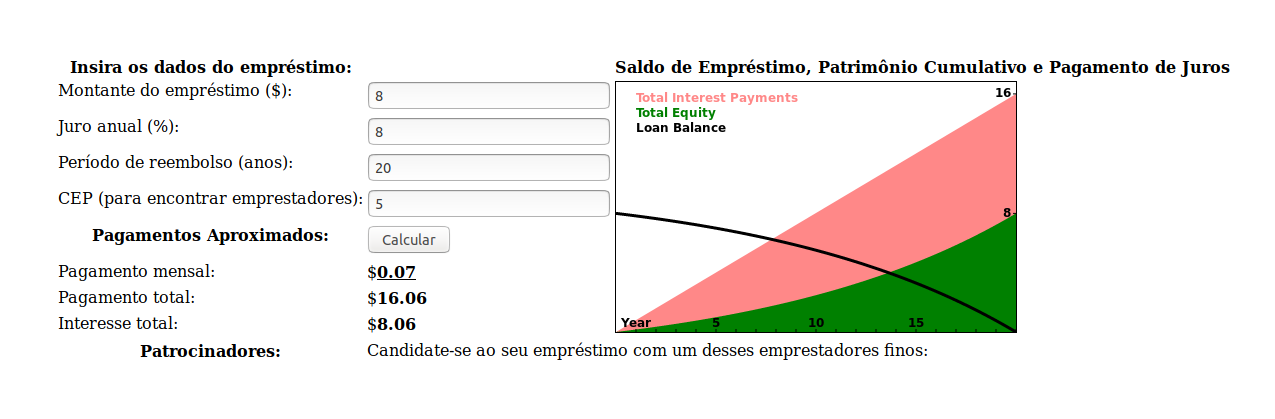 Insira os dados do empréstimo:
Montante do empréstimo ($):
8
Juro anual (%):
8
Período de reembolso (anos):
20
CEP (para encontrar emprestadores):
5
Pagamentos Aproximados:
Calcular
Pagamento mensal:
$0.07
Pagamento total:
$16.06
Interesse total:
$8.06
Patrocinadores:
Candidate-se ao seu empréstimo com um desses emprestadores finos:
Saldo de Empréstimo, Patrimônio Cumulativo e Pagamento de Juros
Total Interest Payments
Total Equity
Loan Balance
16
8
Year 5 10 15